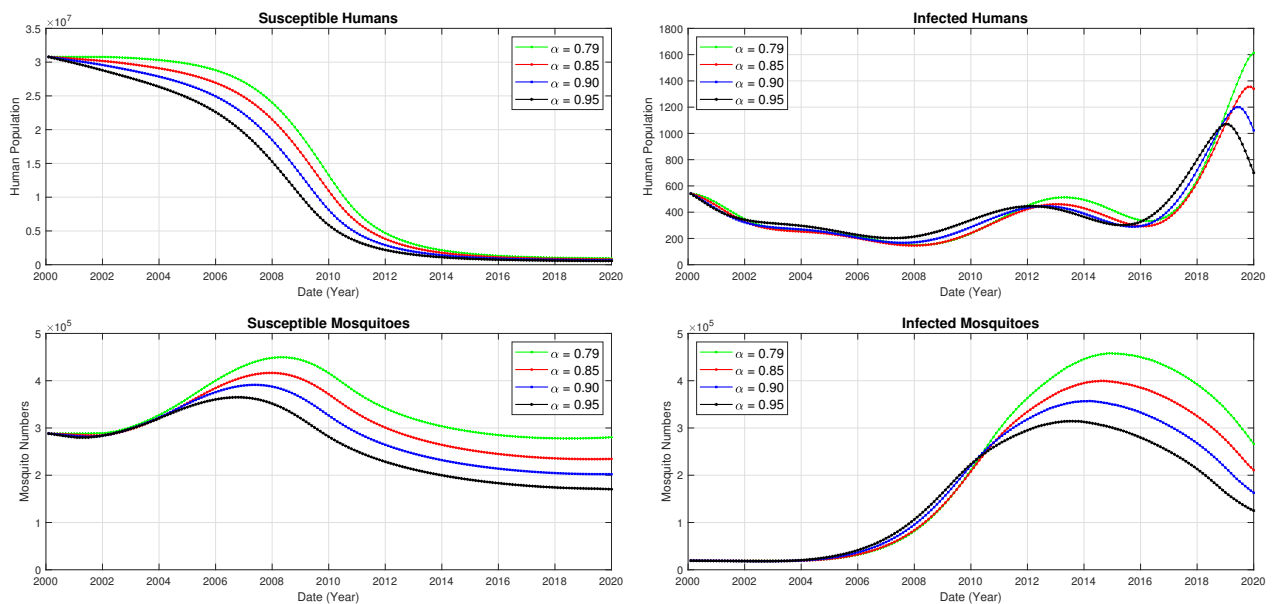 Susceptible Humans
×10⁷
3.5
3
2.5
2
1.5
1
0.5
0
Human Population
2000 2002 2004 2006 2008 2010 2012 2014 2016 2018 2020
Date (Year)
α = 0.79
α = 0.85
α = 0.90
α = 0.95
Infected Humans
1800
1600
1400
1200
1000
800
600
400
200
0
Human Population
2000 2002 2004 2006 2008 2010 2012 2014 2016 2018 2020
Date (Year)
α = 0.79
α = 0.85
α = 0.90
α = 0.95
Susceptible Mosquitoes
×10⁵
5
4
3
2
1
0
Mosquito Numbers
2000 2002 2004 2006 2008 2010 2012 2014 2016 2018 2020
Date (Year)
α = 0.79
α = 0.85
α = 0.90
α = 0.95
Infected Mosquitoes
×10⁵
5
4
3
2
1
0
Mosquito Numbers
2000 2002 2004 2006 2008 2010 2012 2014 2016 2018 2020
Date (Year)
α = 0.79
α = 0.85
α = 0.90
α = 0.95